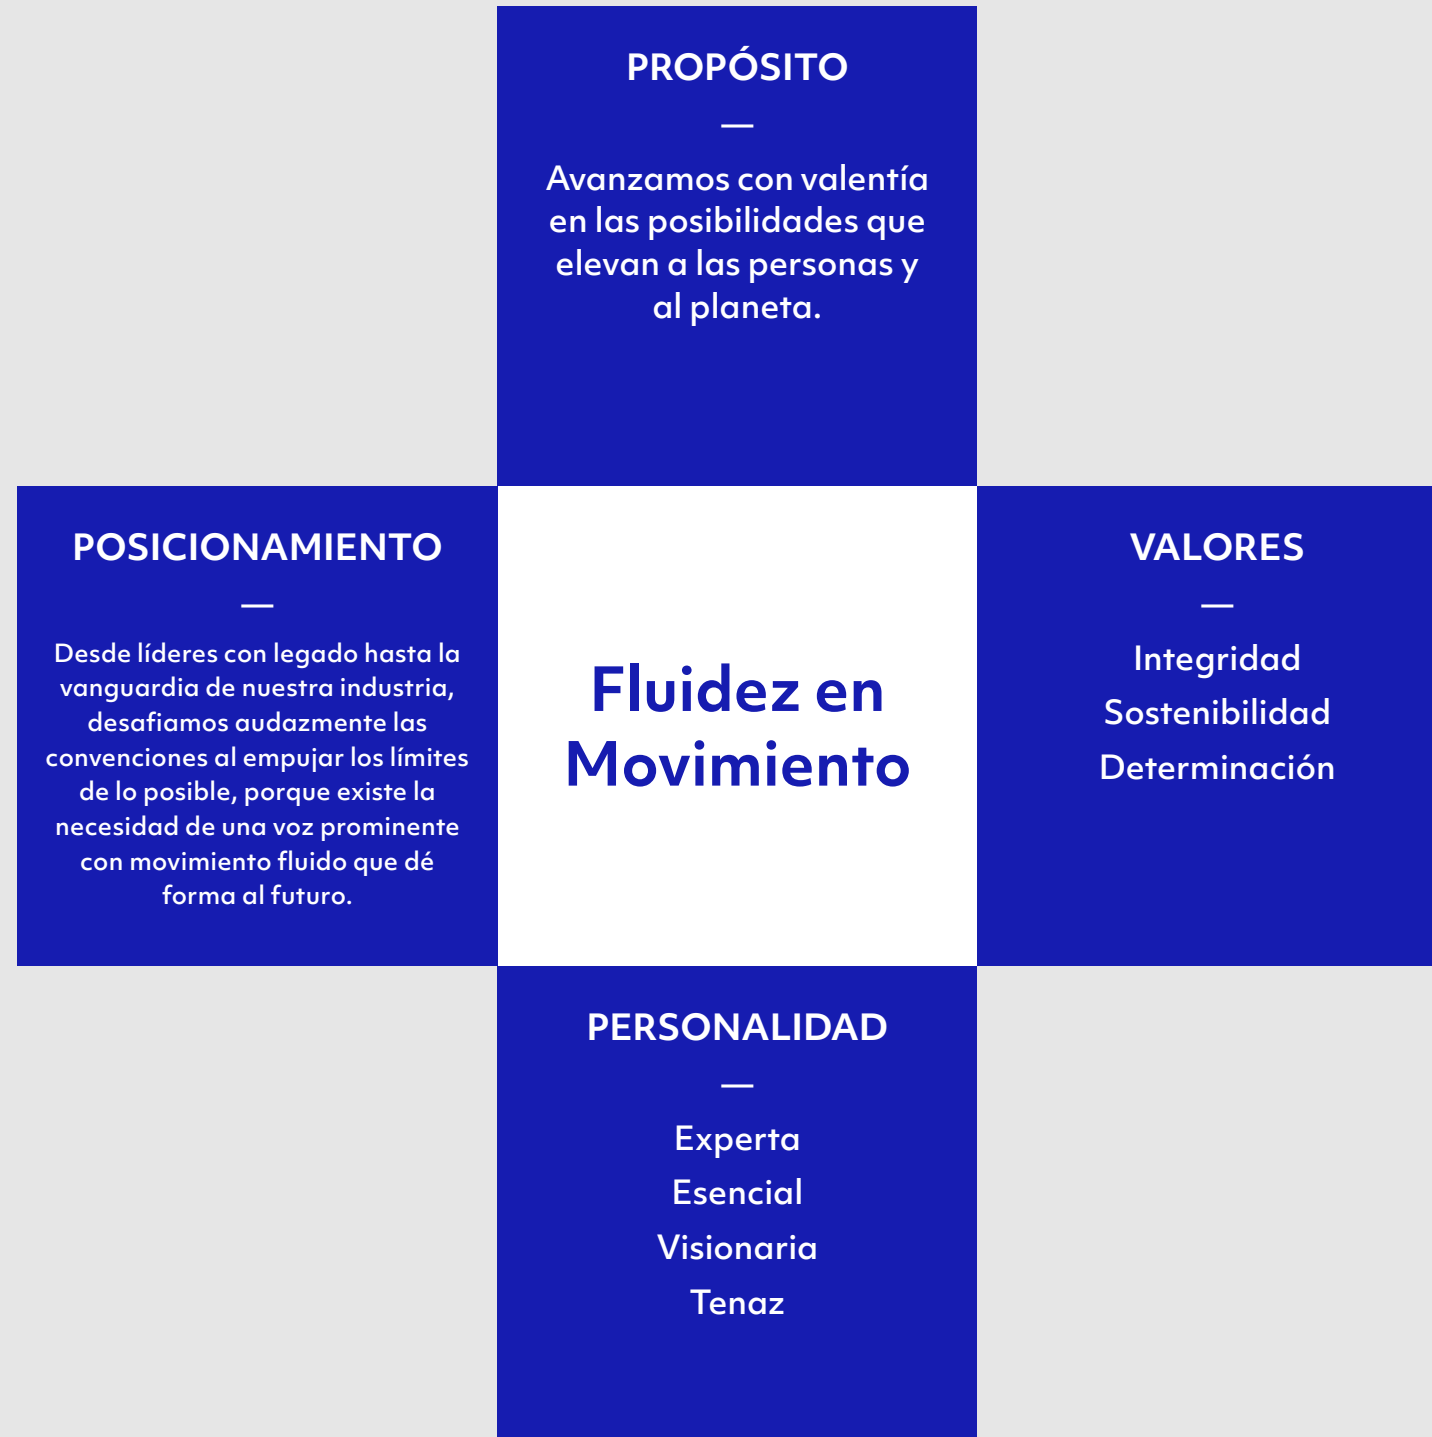 PROPÓSITO
—
Avanzamos con valentía
en las posibilidades que
elevan a las personas y
al planeta.
POSICIONAMIENTO
—
Desde líderes con legado hasta la
vanguardia de nuestra industria,
desafiamos audazmente las
convenciones al empujar los límites
de lo posible, porque existe la
necesidad de una voz prominente
con movimiento fluido que dé
forma al futuro.
Fluidez en
Movimiento
VALORES
—
Integridad
Sostenibilidad
Determinación
PERSONALIDAD
—
Experta
Esencial
Visionaria
Tenaz